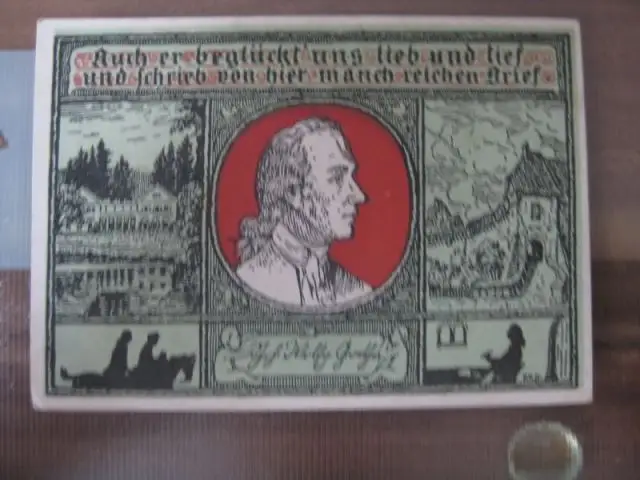 Auch er beglückt uns lieb und tief
und schrieb von hier manch reichen Brief